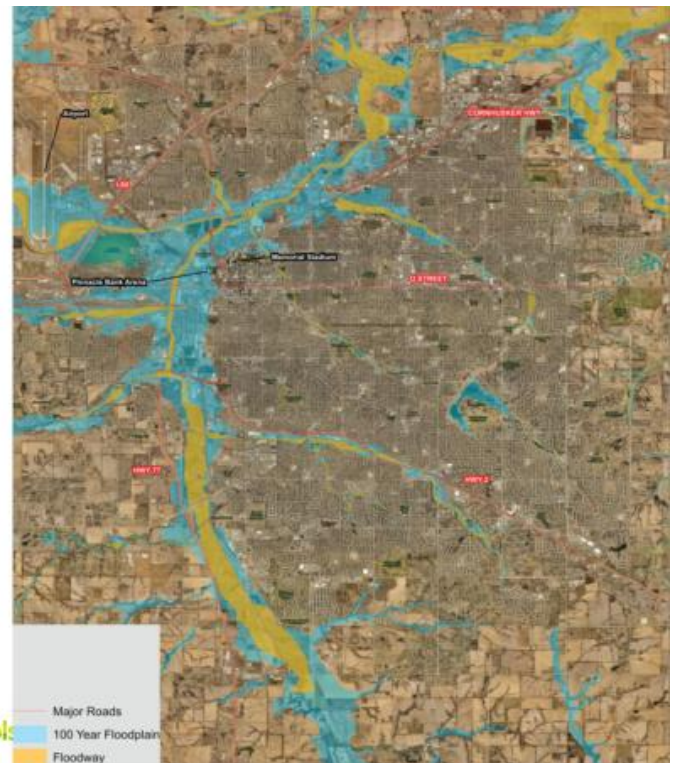 CORNHUSKER HWY
Airport
I-80
Memorial Stadium
Pinnacle Bank Arena
O STREET
HWY 77
HWY 2
Major Roads
100 Year Floodplain
Floodway